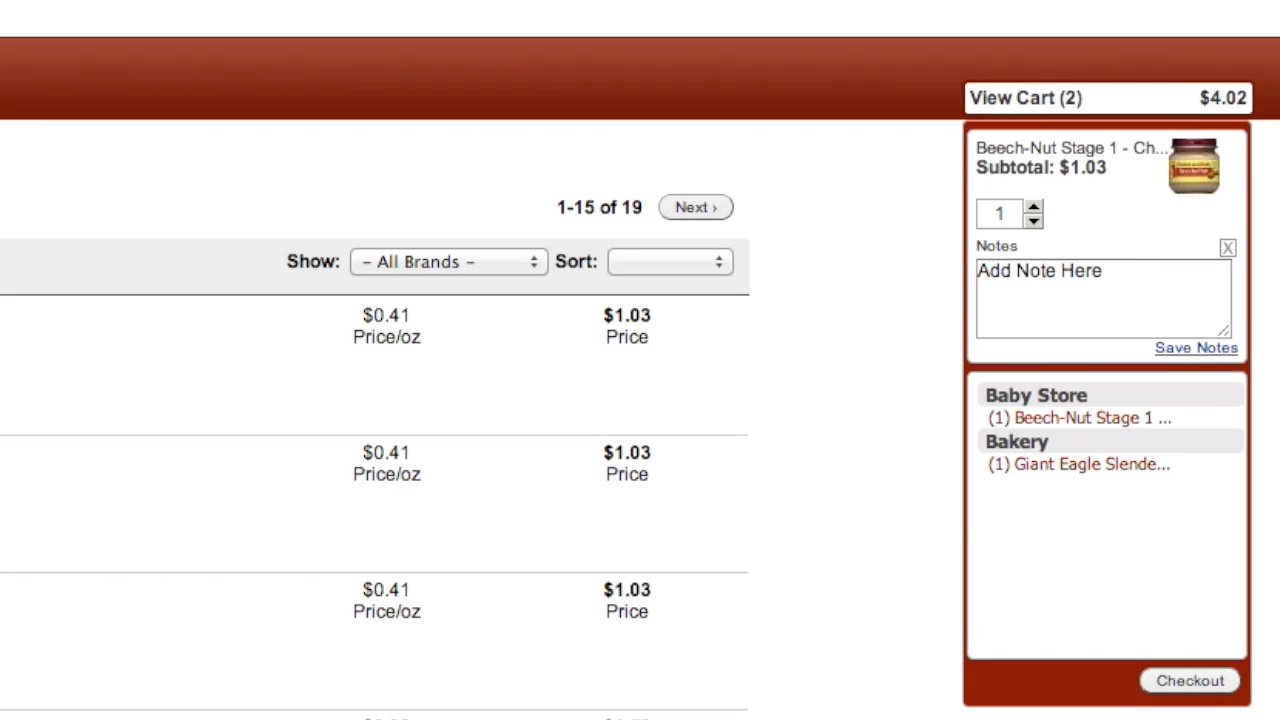 View Cart (2) $4.02
Beech-Nut Stage 1 - Ch...
Subtotal: $1.03
1
Notes
X
Add Note Here
Save Notes
1-15 of 19 Next ›
Show: – All Brands – Sort:
$0.41 $1.03
Price/oz Price
$0.41 $1.03
Price/oz Price
$0.41 $1.03
Price/oz Price
Baby Store
(1) Beech-Nut Stage 1 ...
Bakery
(1) Giant Eagle Slende...
Checkout